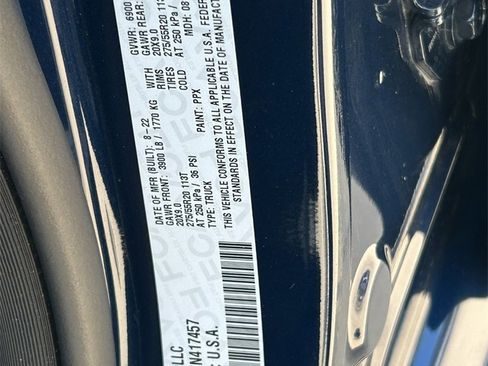 LLC
DATE OF MFR (BUILT): 8-22 GVWR: 6900
GAWR FRONT: 3900 LB / 1770 KG WITH GAWR REAR:
20X9.0 RIMS 20X9.0
275/55R20 113T TIRES 275/55R20 113
AT 250 kPa / 36 PSI COLD AT 250 kPa /
MDH: 08
TYPE: TRUCK PAINT: PPX
THIS VEHICLE CONFORMS TO ALL APPLICABLE U.S.A. FEDER
STANDARDS IN EFFECT ON THE DATE OF MANUFACTUR
N417457
: U.S.A.